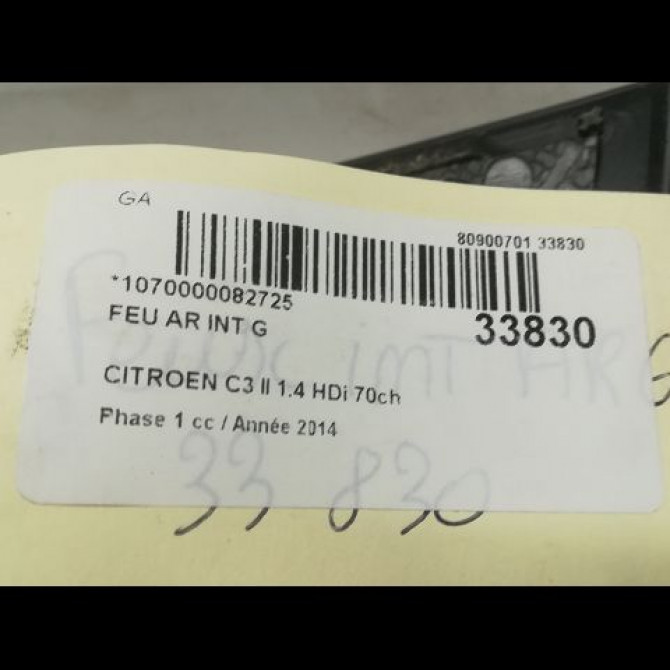 GA
80900701 33830
*1070000082725
FEU AR INT G
33830
CITROEN C3 II 1.4 HDi 70ch
Phase 1 cc / Année 2014
33 830